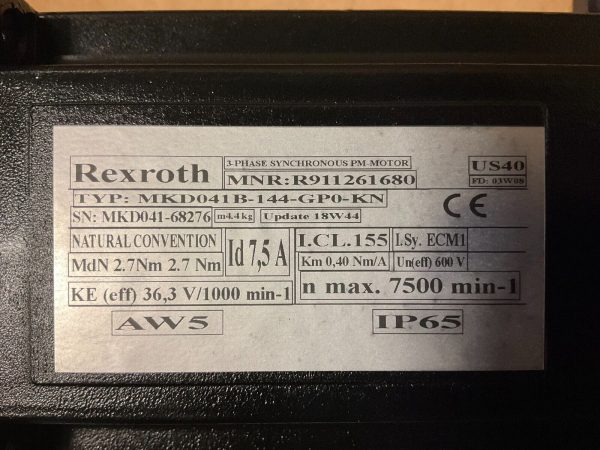 Rexroth
3-PHASE SYNCHRONOUS PM-MOTOR
MNR:R911261680
US40
FD: 03W08
TYP: MKD041B-144-GP0-KN
SN: MKD041-68276 m4.4kg Update 18W44
CE
NATURAL CONVENTION
MdN 2.7Nm 2.7 Nm
Id 7,5 A
I.CL.155
I.Sy. ECM1
Km 0,40 Nm/A
Un(eff) 600 V
KE (eff) 36,3 V/1000 min-1
n max. 7500 min-1
AW5
IP65